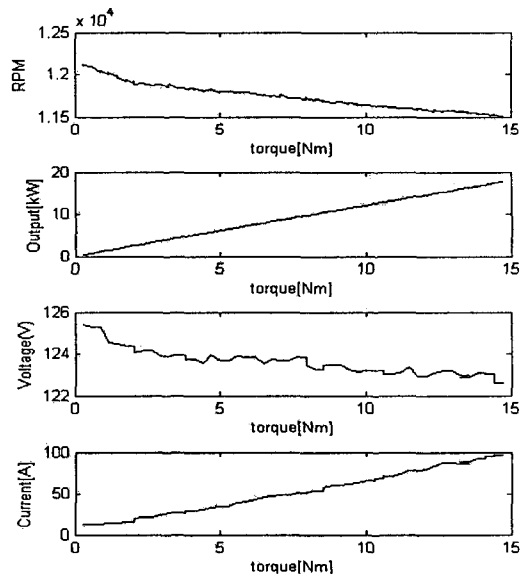 x 10⁴
1.25
1.2
1.15
RPM
0 5 10 15
torque[Nm]
20
10
0
Output[kW]
0 5 10 15
torque[Nm]
126
124
122
Voltage(V)
0 5 10 15
torque[Nm]
100
50
0
Current[A]
0 5 10 15
torque[Nm]